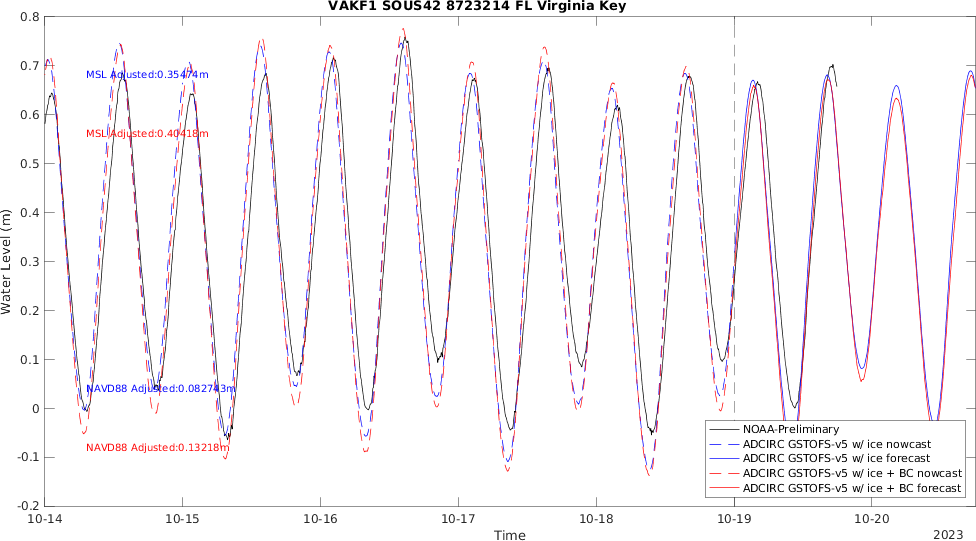 VAKF1 SOUS42 8723214 FL Virginia Key
0.8
0.7
0.6
0.5
0.4
0.3
0.2
0.1
0
-0.1
-0.2
Water Level (m)
MSL Adjusted:0.35474m
MSL Adjusted:0.40418m
NAVD88 Adjusted:0.082743m
NAVD88 Adjusted:0.13218m
NOAA-Preliminary
ADCIRC GSTOFS-v5 w/ ice nowcast
ADCIRC GSTOFS-v5 w/ ice forecast
ADCIRC GSTOFS-v5 w/ ice + BC nowcast
ADCIRC GSTOFS-v5 w/ ice + BC forecast
10-14 10-15 10-16 10-17 10-18 10-19 10-20
Time
2023